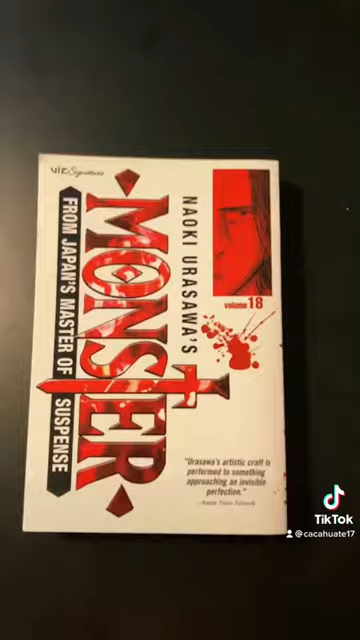 VIZ Signature
NAOKI URASAWA'S
MONSTER
FROM JAPAN'S MASTER OF SUSPENSE
volume 18
"Urasawa's artistic craft is
performed to something
approaching an invisible
perfection."
—Anime News Network
TikTok
@cacahuate17